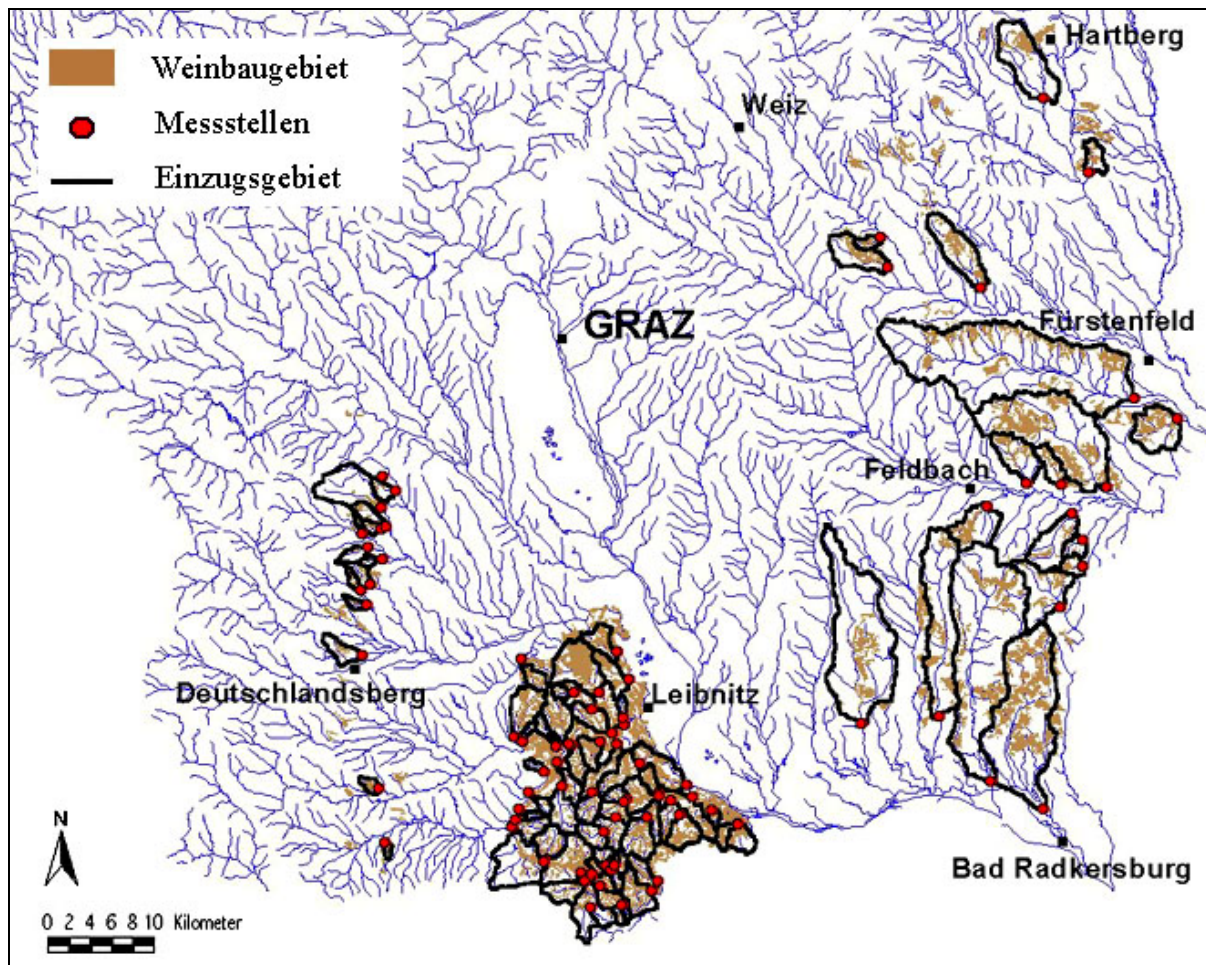 Weinbaugebiet
Messstellen
Einzugsgebiet
Hartberg
Weiz
GRAZ
Fürstenfeld
Feldbach
Deutschlandsberg
Leibnitz
Bad Radkersburg
N
0 2 4 6 8 10 Kilometer